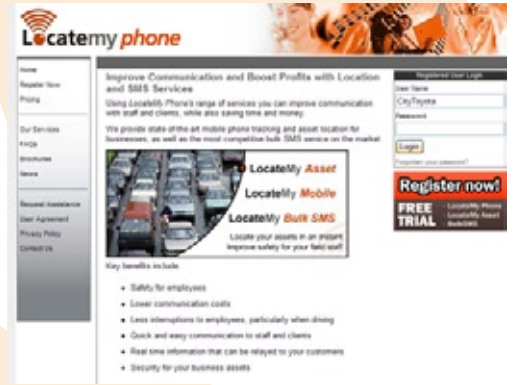 Locatemy phone
Home
Register Now
Pricing
Our Services
FAQs
Brochures
News
Request Assistance
User Agreement
Privacy Policy
Contact Us
Improve Communication and Boost Profits with Location
and SMS Services
Using LocateMy Phone's range of services you can improve communication
with staff and clients, while also saving time and money.
We provide state of the art mobile phone tracking and asset location for
businesses, as well as the most competitive bulk SMS service on the market
LocateMy Asset
LocateMy Mobile
LocateMy Bulk SMS
Locate your assets in an instant
Improve safety for your field staff
Key benefits include
Safety for employees
Lower communication costs
Less interruptions to employees, particularly when driving
Quick and easy communication to staff and clients
Real time information that can be relayed to your customers
Security for your business assets
Registered User Login
User Name
CityToyota
Password
Login
Forgotten your password?
Register now!
FREE TRIAL
- LocateMy Phone
- LocateMy Asset
- BulkSMS